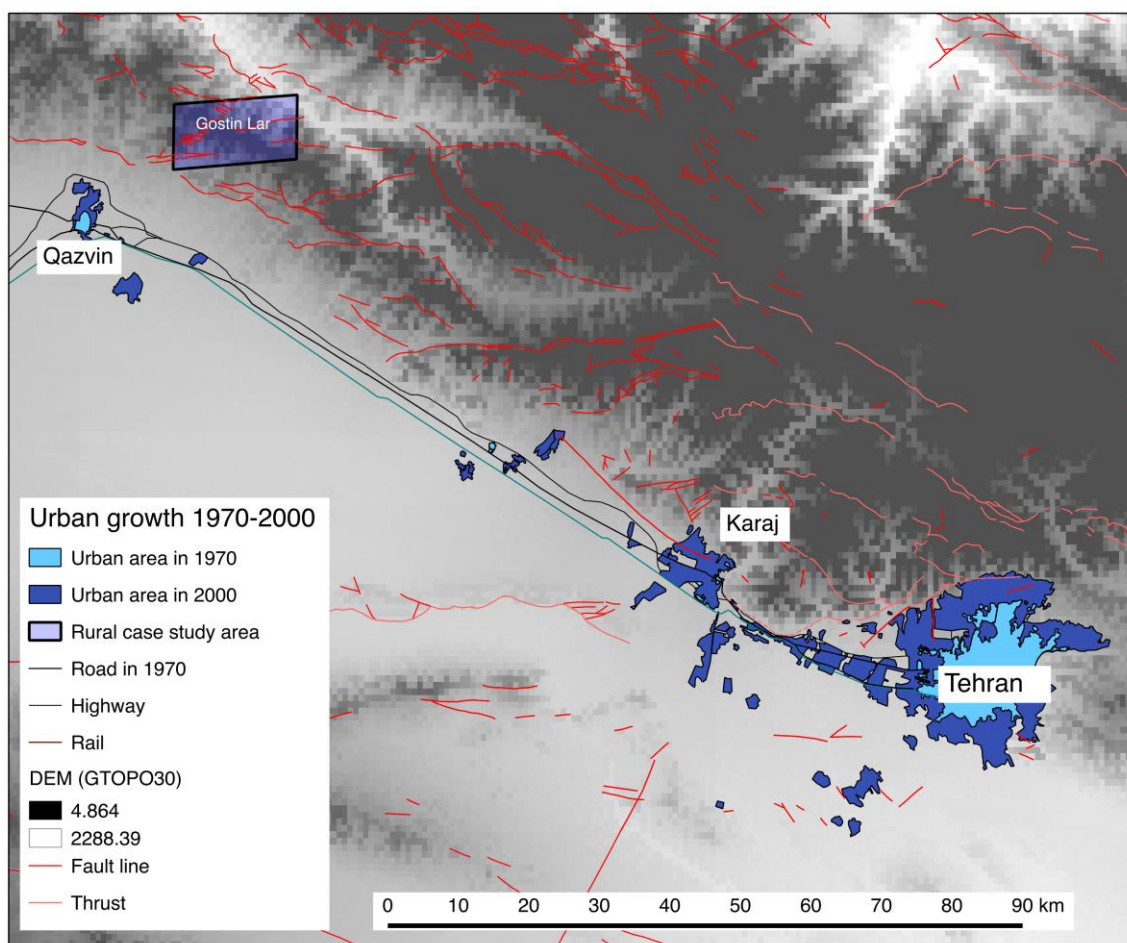 Gostin Lar
Qazvin
Karaj
Tehran
Urban growth 1970-2000
Urban area in 1970
Urban area in 2000
Rural case study area
Road in 1970
Highway
Rail
DEM (GTOPO30)
4.864
2288.39
Fault line
Thrust
0 10 20 30 40 50 60 70 80 90 km